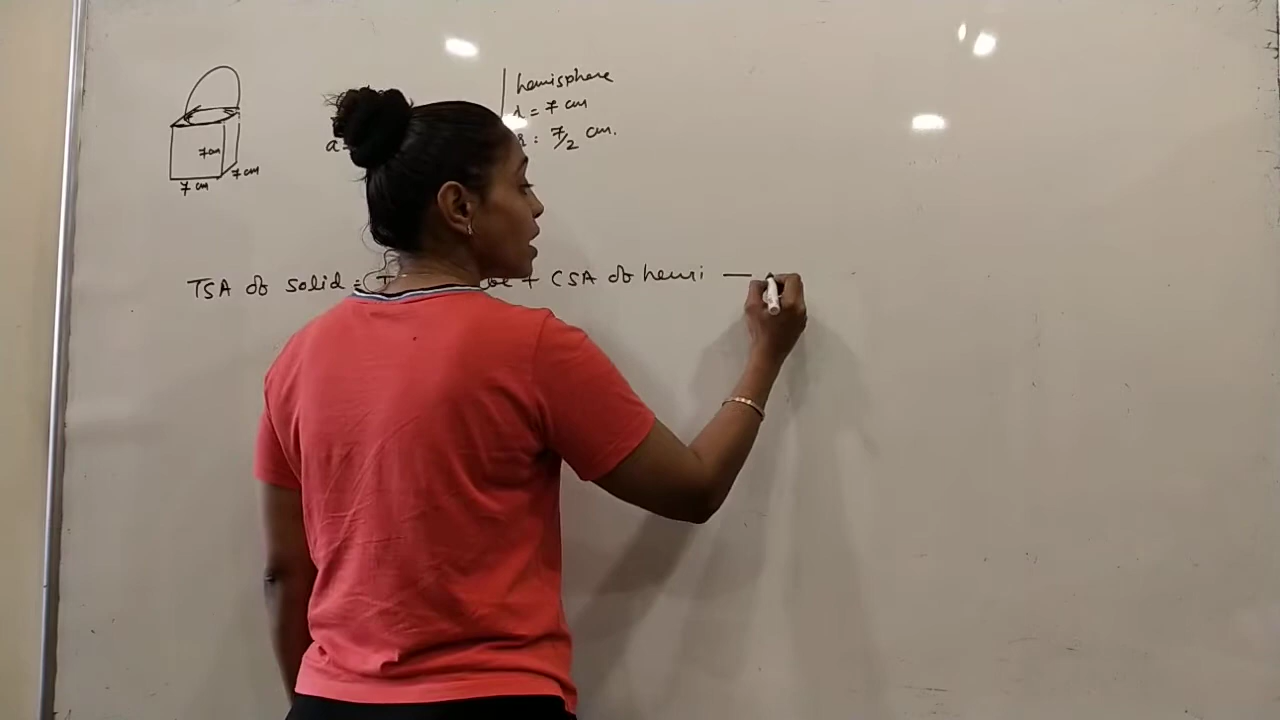 hemisphere
d = 7 cm
a=
: 7/2 cm.
7cm
7 cm
7 cm
TSA of solid = + CSA of hemi —